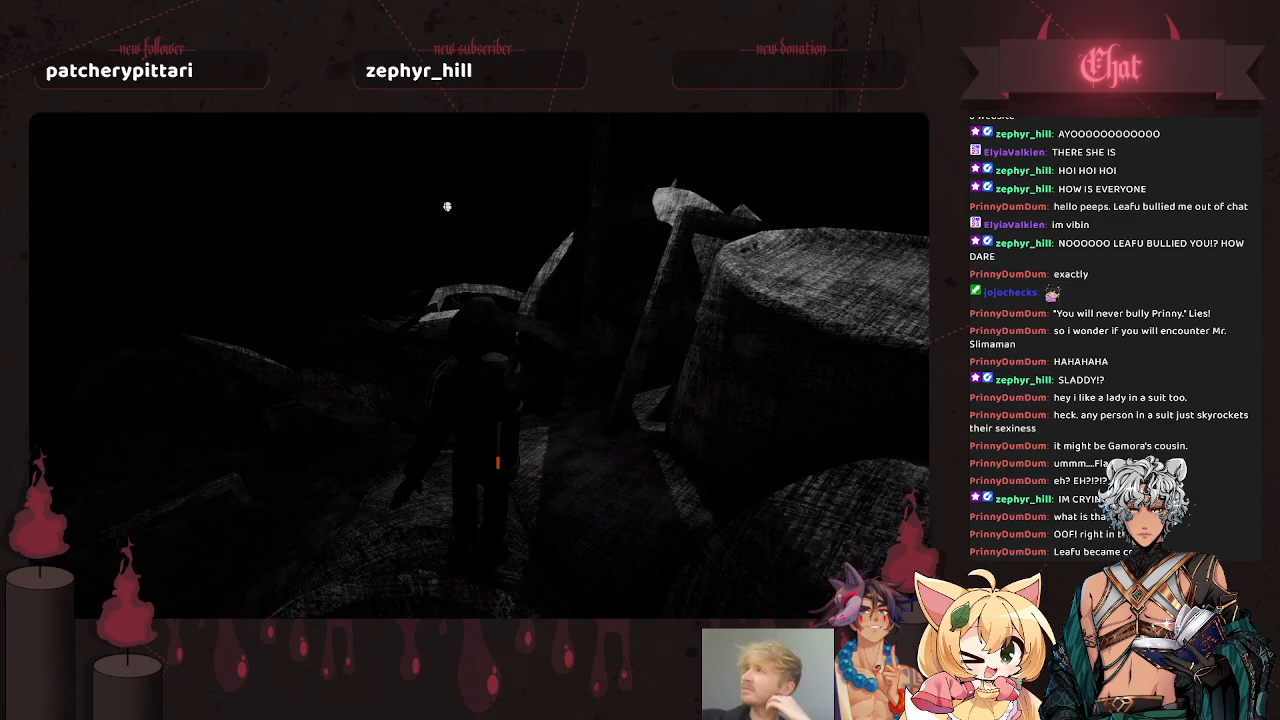 new follower
patcherypittari
new subscriber
zephyr_hill
new donation
Chat
zephyr_hill: AYOOOOOOOOOOOO
ElyiaValkien: THERE SHE IS
zephyr_hill: HOI HOI HOI
zephyr_hill: HOW IS EVERYONE
PrinnyDumDum: hello peeps. Leafu bullied me out of chat
ElyiaValkien: im vibin
zephyr_hill: NOOOOOO LEAFU BULLIED YOU!? HOW
DARE
PrinnyDumDum: exactly
jojochecks:
PrinnyDumDum: "You will never bully Prinny." Lies!
PrinnyDumDum: so i wonder if you will encounter Mr.
Slimaman
PrinnyDumDum: HAHAHAHA
zephyr_hill: SLADDY!?
PrinnyDumDum: hey i like a lady in a suit too.
PrinnyDumDum: heck. any person in a suit just skyrockets
their sexiness
PrinnyDumDum: it might be Gamora's cousin.
PrinnyDumDum: ummm....Fla
PrinnyDumDum: eh? EH?!?!?
zephyr_hill: IM CRYIN
PrinnyDumDum: what is tha
PrinnyDumDum: OOF! right in t
PrinnyDumDum: Leafu became c